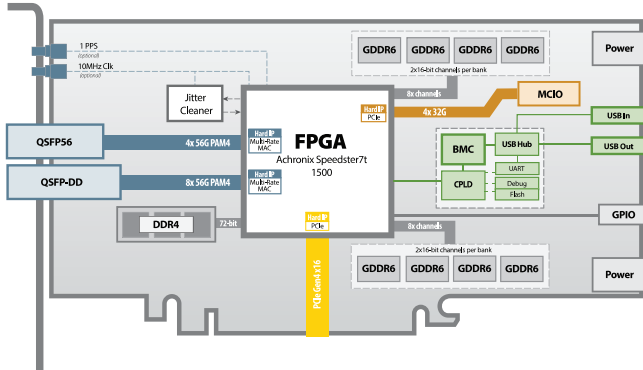 1 PPS
(optional)
10MHz Clk
(optional)
Jitter
Cleaner
GDDR6
GDDR6
GDDR6
GDDR6
2x16-bit channels per bank
Power
8x channels
Hard IP
PCIe
4x 32G
MCIO
USB In
USB Out
FPGA
Achronix Speedster7t
1500
QSFP56
4x 56G PAM4
Hard IP
Multi-Rate
MAC
QSFP-DD
8x 56G PAM4
Hard IP
Multi-Rate
MAC
BMC
USB Hub
CPLD
UART
Debug
Flash
DDR4
72-bit
Hard IP
PCIe
PCIe Gen4 x16
8x channels
GPIO
2x16-bit channels per bank
GDDR6
GDDR6
GDDR6
GDDR6
Power